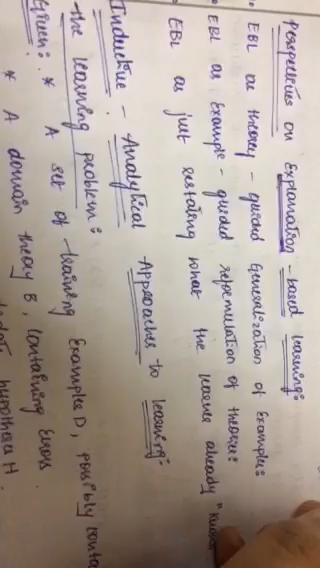 Perspectives on Explanation - based learning:
EBL as theory - guided Generalization of Examples
EBL as Example - guided reformulation of theories
EBL as just restating what the learner already "knows"
Inductive - Analytical Approaches to learning:
The learning problem:
Given: * A set of learning Examples D, possibly
* A domain theory B, containing errors
hypotheses H.